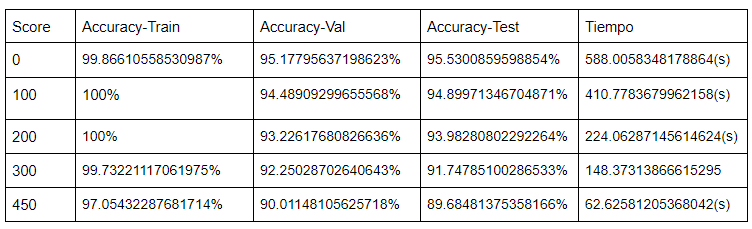 Score Accuracy-Train Accuracy-Val Accuracy-Test Tiempo
0 99.86610558530987% 95.17795637198623% 95.5300859598854% 588.0058348178864(s)
100 100% 94.48909299655568% 94.89971346704871% 410.7783679962158(s)
200 100% 93.22617680826636% 93.98280802292264% 224.06287145614624(s)
300 99.73221117061975% 92.25028702640643% 91.74785100286533% 148.37313866615295
450 97.05432287681714% 90.01148105625718% 89.68481375358166% 62.62581205368042(s)